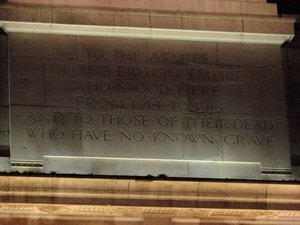 TO THE ARMIES
OF THE BRITISH EMPIRE
WHO STOOD HERE
FROM 1914 TO 1918
AND TO THOSE OF THEIR DEAD
WHO HAVE NO KNOWN GRAVE